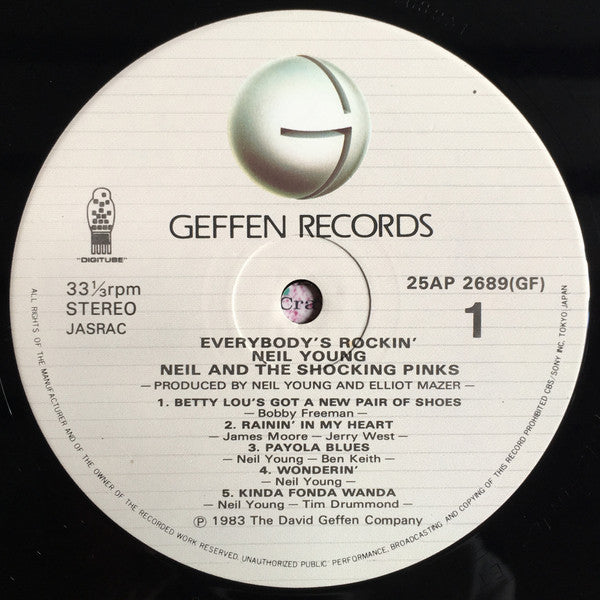 GEFFEN RECORDS
"DIGITUBE"
33⅓rpm
STEREO
JASRAC
25AP 2689(GF)
1
Cra
EVERYBODY'S ROCKIN'
NEIL YOUNG
NEIL AND THE SHOCKING PINKS
— PRODUCED BY NEIL YOUNG AND ELLIOT MAZER —
1. BETTY LOU'S GOT A NEW PAIR OF SHOES
— Bobby Freeman —
2. RAININ' IN MY HEART
— James Moore – Jerry West —
3. PAYOLA BLUES
— Neil Young – Ben Keith —
4. WONDERIN'
— Neil Young —
5. KINDA FONDA WANDA
— Neil Young – Tim Drummond —
Ⓟ 1983 The David Geffen Company
ALL RIGHTS OF THE MANUFACTURER AND OF THE OWNER OF THE RECORDED WORK RESERVED. UNAUTHORIZED PUBLIC PERFORMANCE, BROADCASTING AND COPYING OF THIS RECORD PROHIBITED CBS/SONY INC. TOKYO JAPAN